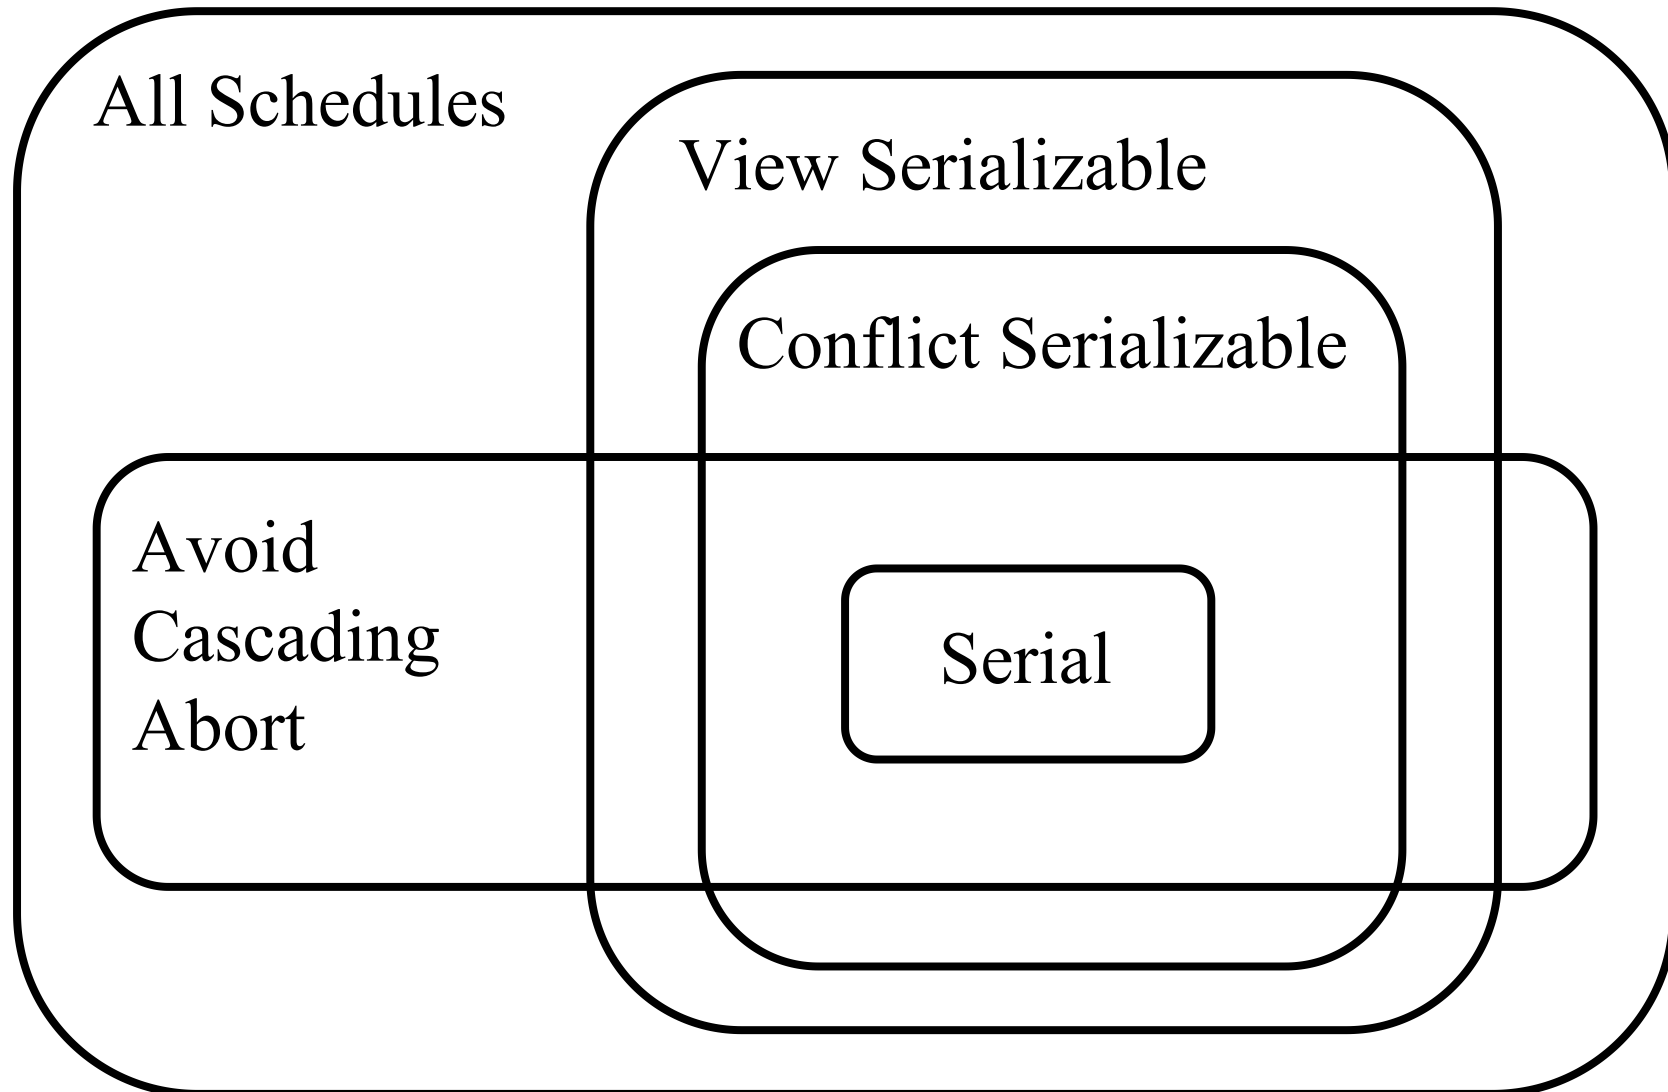 All Schedules
View Serializable
Conflict Serializable
Avoid
Cascading
Abort
Serial